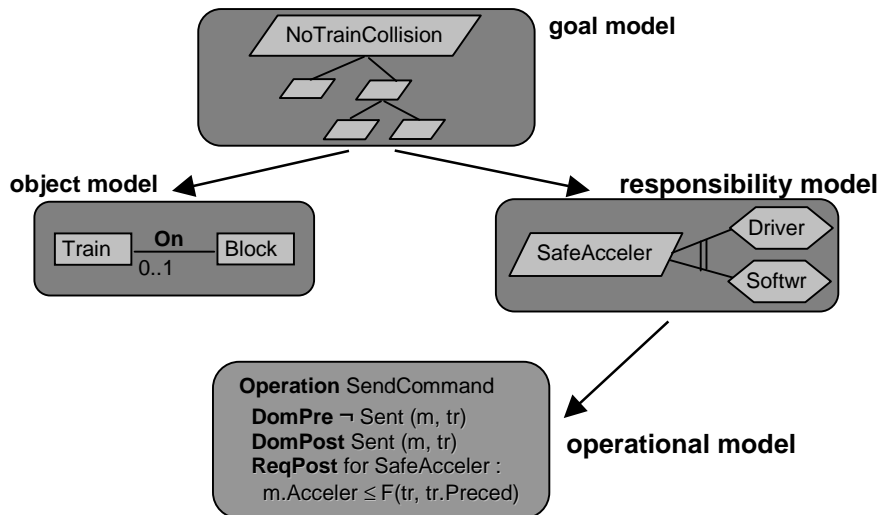 NoTrainCollision
goal model
object model
responsibility model
Train
On
Block
0..1
SafeAcceler
Driver
Softwr
Operation SendCommand
DomPre ¬ Sent (m, tr)
DomPost Sent (m, tr)
ReqPost for SafeAcceler :
m.Acceler ≤ F(tr, tr.Preced)
operational model